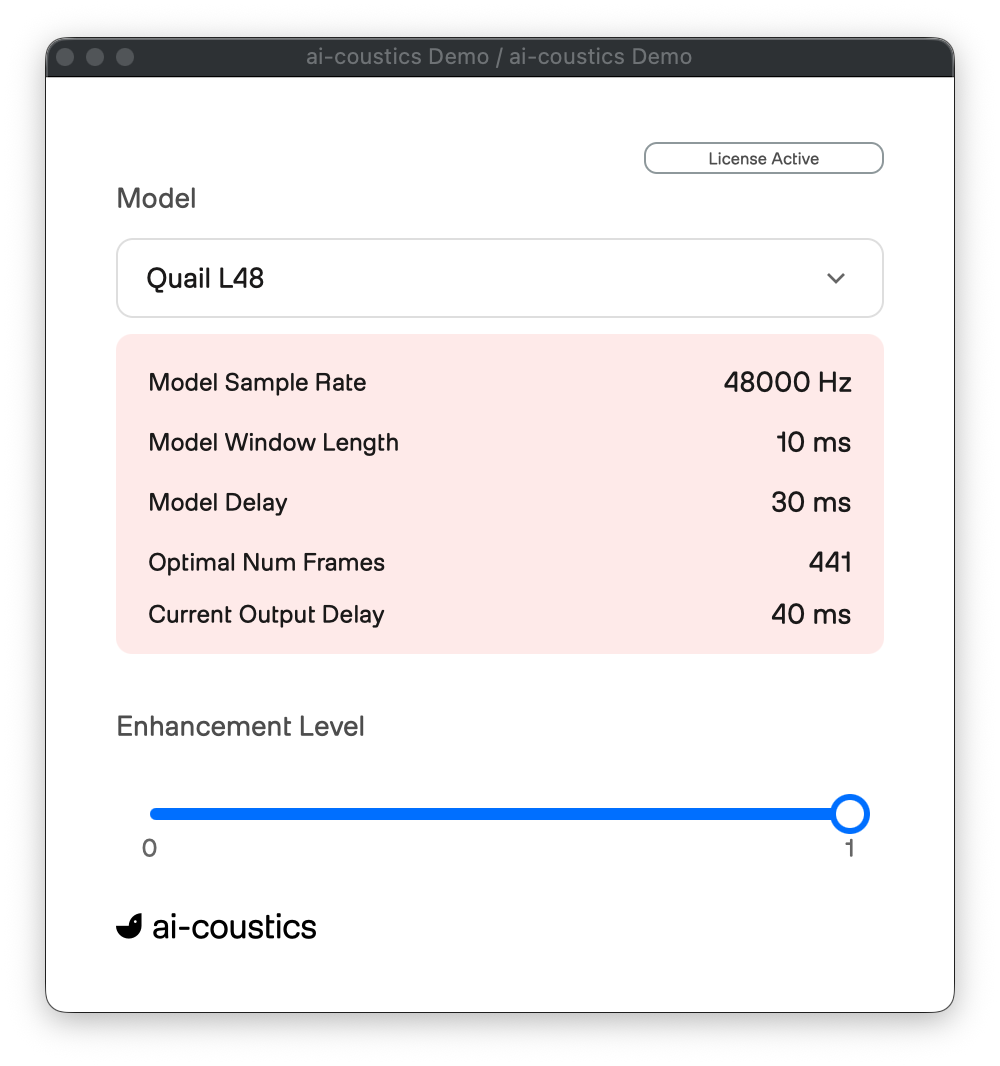 ai-coustics Demo / ai-coustics Demo
License Active
Model
Quail L48
Model Sample Rate 48000 Hz
Model Window Length 10 ms
Model Delay 30 ms
Optimal Num Frames 441
Current Output Delay 40 ms
Enhancement Level
0 1
ai-coustics